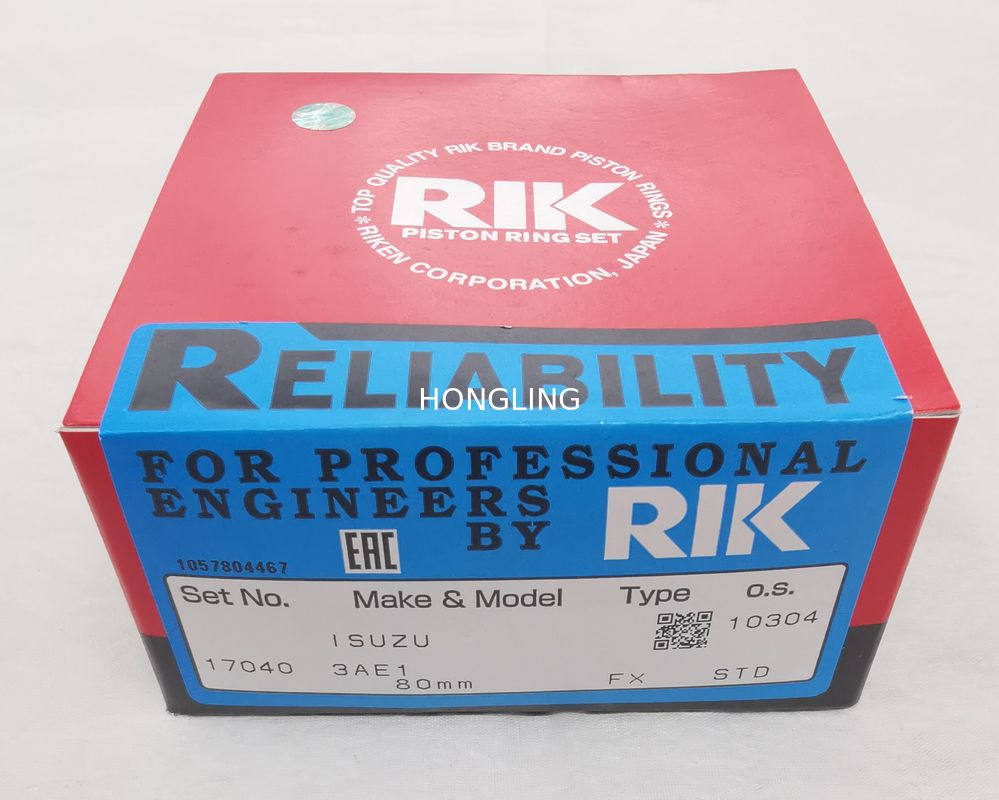 TOP QUALITY RIK BRAND PISTON RINGS
RIK
PISTON RING SET
* RIKEN CORPORATION, JAPAN *
RELIABILITY
HONGLING
FOR PROFESSIONAL
ENGINEERS
BY RIK
EAC
1057804467
Set No. Make & Model Type O.S.
ISUZU 10304
17040 3AE1 FX STD
80mm